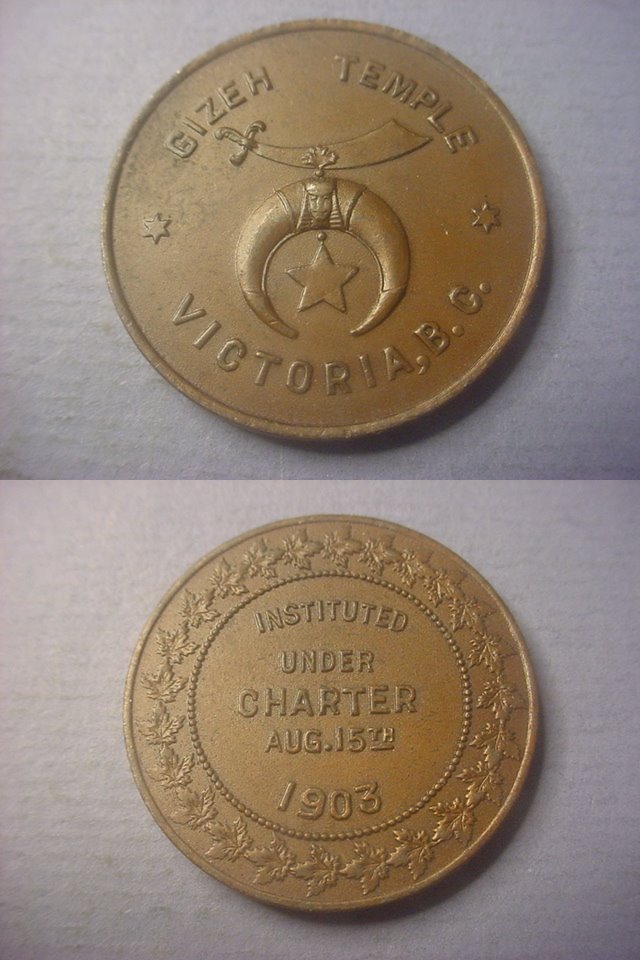 GIZEH TEMPLE
VICTORIA, B.C.
INSTITUTED
UNDER
CHARTER
AUG. 15TH
1903